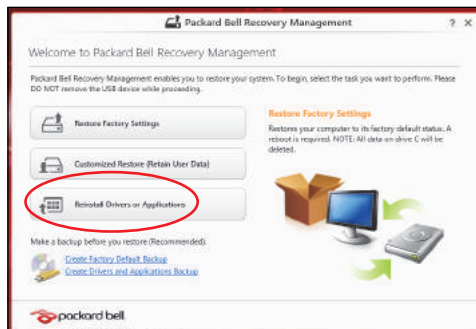 Packard Bell Recovery Management
? ×
Welcome to Packard Bell Recovery Management
Packard Bell Recovery Management enables you to restore your system. To begin, select the task you want to perform. Please
DO NOT remove the USB device while proceeding.
Restore Factory Settings
Customized Restore (Retain User Data)
Reinstall Drivers or Applications
Restore Factory Settings
Restores your computer to its factory default status. A
reboot is required. NOTE: All data on drive C will be
deleted.
Make a backup before you restore (Recommended).
Create Factory Default Backup
Create Drivers and Applications Backup
packard bell